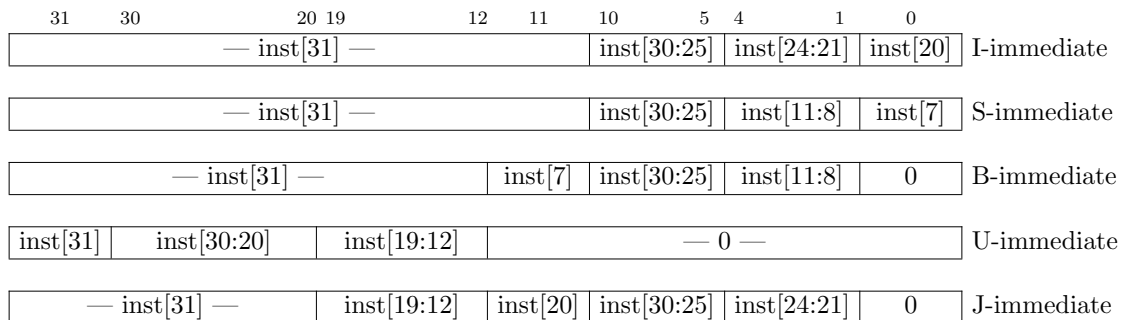 31 30 20 19 12 11 10 5 4 1 0
— inst[31] — inst[30:25] inst[24:21] inst[20] I-immediate
— inst[31] — inst[30:25] inst[11:8] inst[7] S-immediate
— inst[31] — inst[7] inst[30:25] inst[11:8] 0 B-immediate
inst[31] inst[30:20] inst[19:12] — 0 — U-immediate
— inst[31] — inst[19:12] inst[20] inst[30:25] inst[24:21] 0 J-immediate